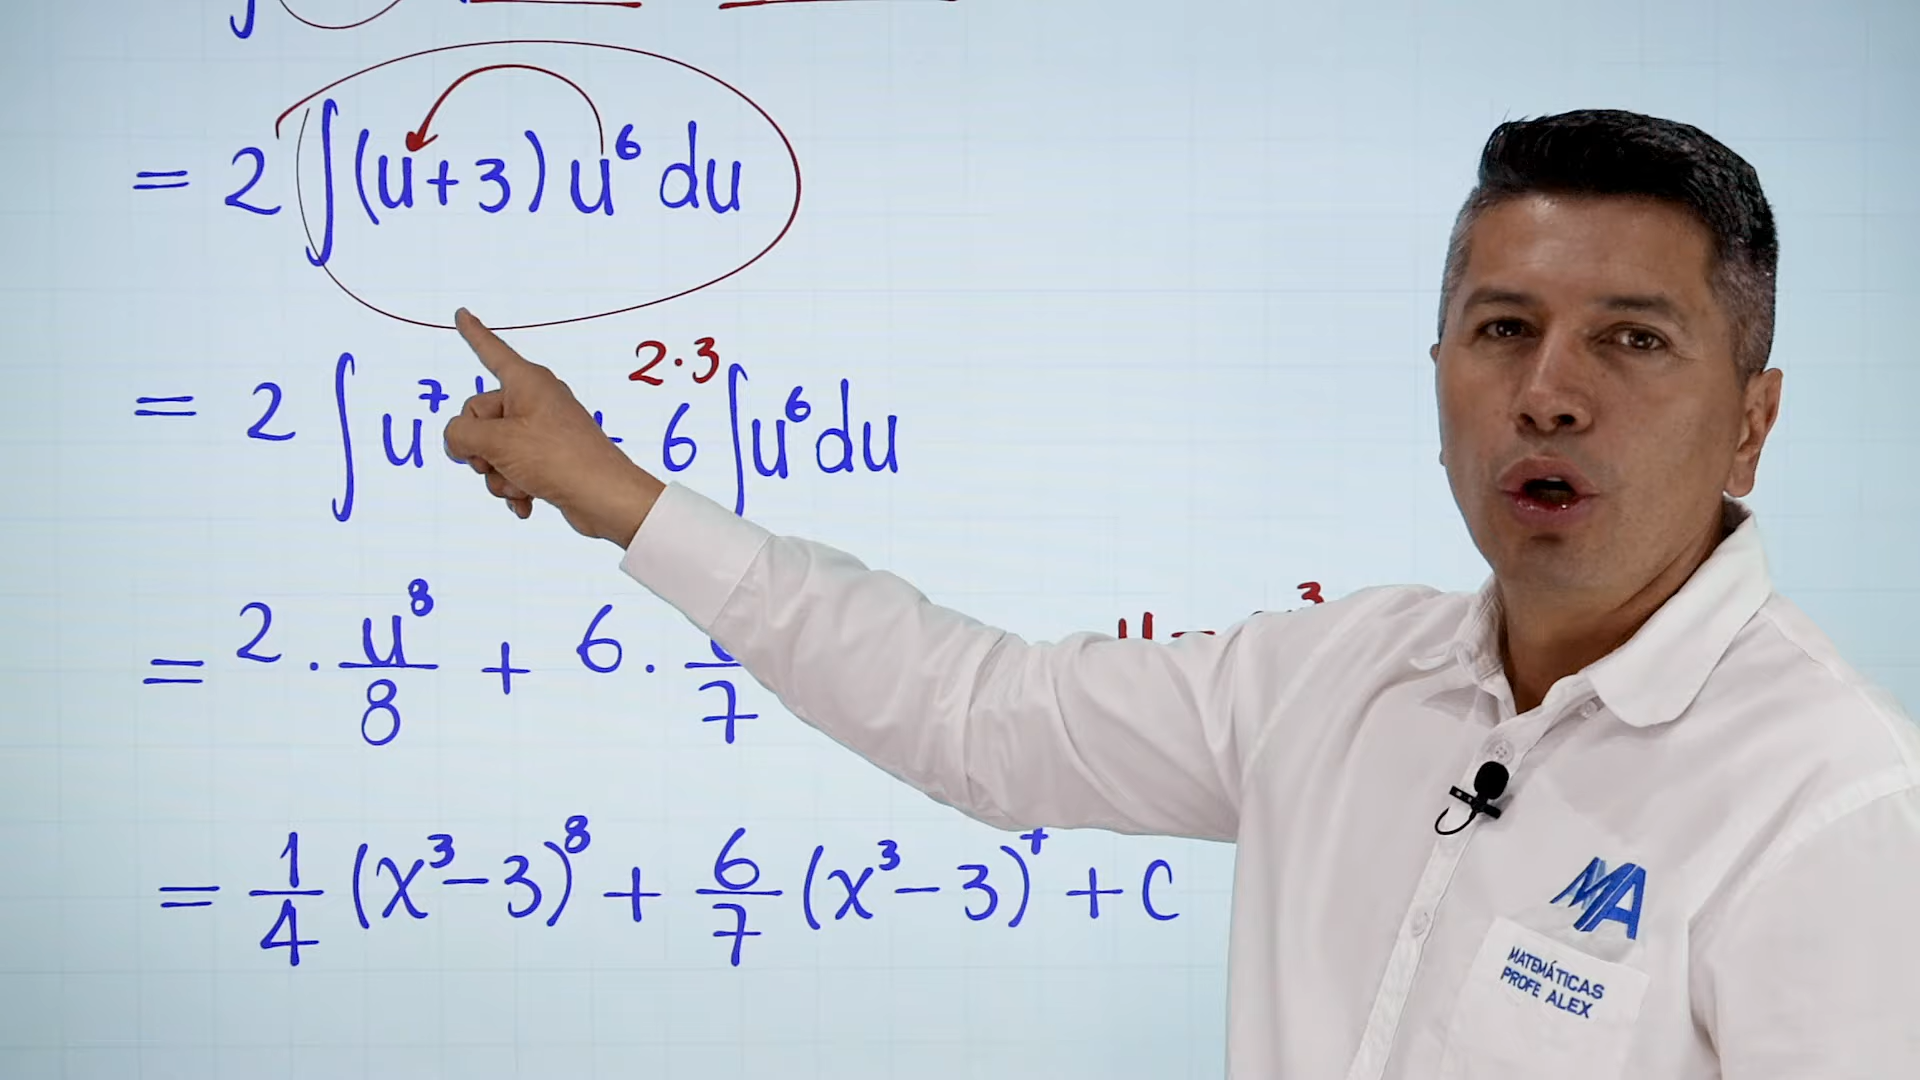 = 2 ∫(u+3) u⁶ du
2·3
= 2 ∫ u⁷ + 6 ∫u⁶du
= 2 · u⁸/8 + 6 · /7
u = ³
= 1/4 (x³−3)⁸ + 6/7 (x³−3)⁷ + C
MA
MATEMÁTICAS
PROFE ALEX